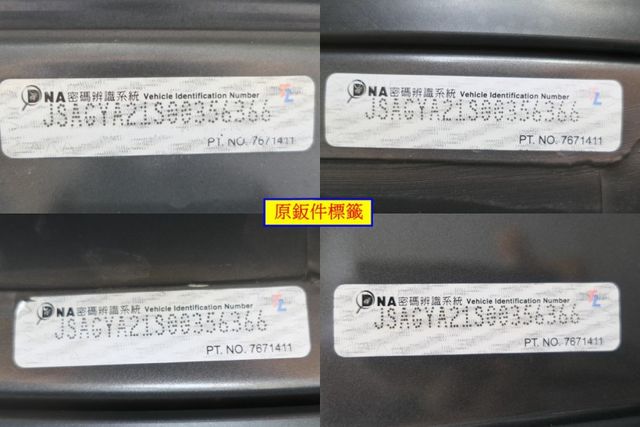 DNA密碼辨識系統 Vehicle Identification Number
JSAGYA21S00356366
PT. NO. 7671411
DNA密碼辨識系統 Vehicle Identification Number
JSAGYA21S00356366
PT. NO. 7671411
原鈑件標籤
DNA密碼辨識系統 Vehicle Identification Number
JSAGYA21S00356366
PT. NO. 7671411
DNA密碼辨識系統 Vehicle Identification Number
JSAGYA21S00356366
PT. NO. 7671411